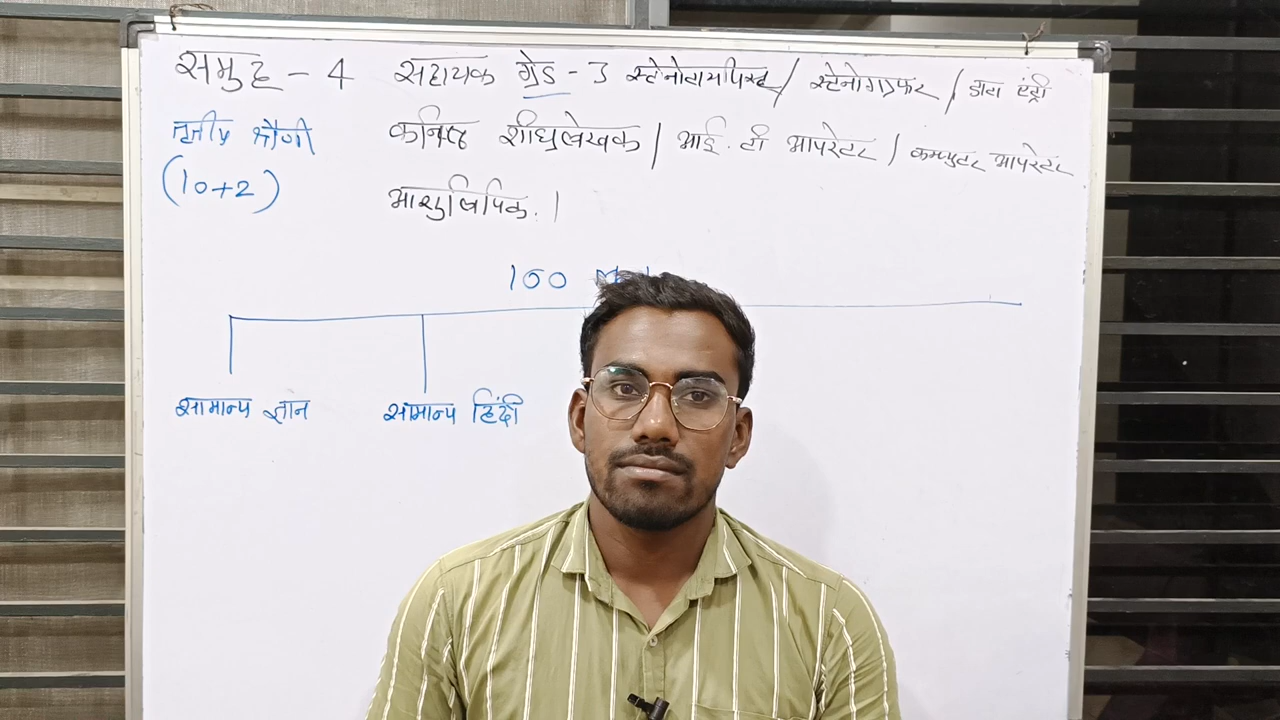 समुह - 4 सहायक ग्रेड - 3 स्टेनोटायपिस्ट / स्टेनोग्राफर / डाटा एंट्री
तृतीय श्रेणी कनिष्ठ शीघ्रलेखक / आई. टी आपरेटर / कम्प्युटर आपरेटर
(10+2) आशुलिपिक. |
100
सामान्य ज्ञान सामान्य हिंदी